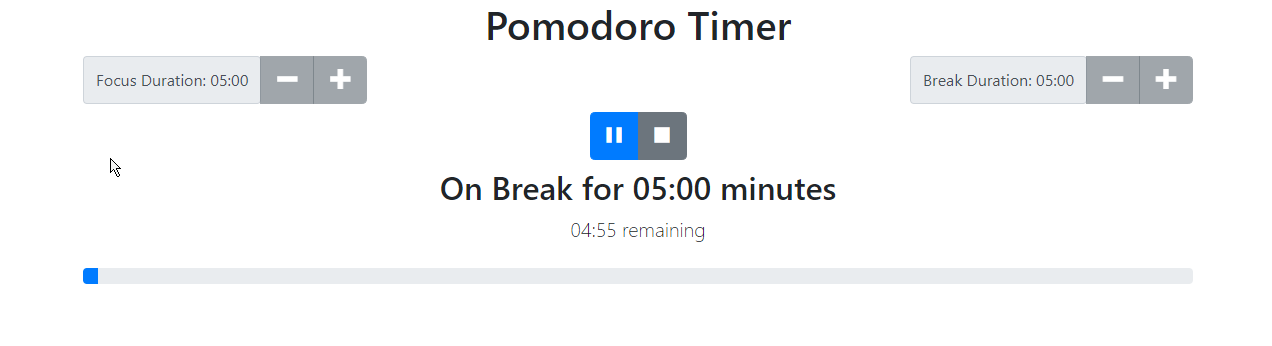 Pomodoro Timer
Focus Duration: 05:00
Break Duration: 05:00
On Break for 05:00 minutes
04:55 remaining